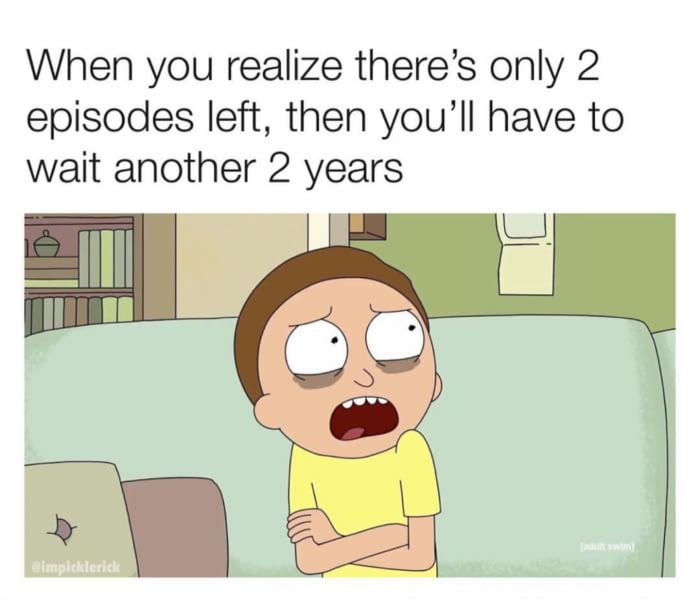 When you realize there’s only 2
episodes left, then you’ll have to
wait another 2 years
[adult swim]
@impicklerick